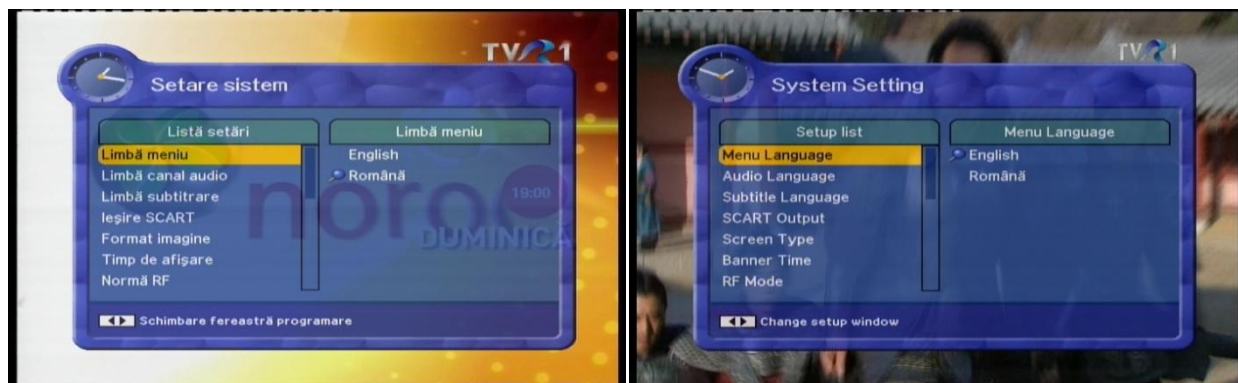 TVR1
Setare sistem
Listă setări
Limbă meniu
Limbă meniu
English
Limbă canal audio
Română
Limbă subtitrare
19:00
Ieşire SCART
noroc
DUMINICĂ
Format imagine
Timp de afişare
Normă RF
Schimbare fereastră programare
TVR1
System Setting
Setup list
Menu Language
Menu Language
English
Audio Language
Română
Subtitle Language
SCART Output
Screen Type
Banner Time
RF Mode
Change setup window